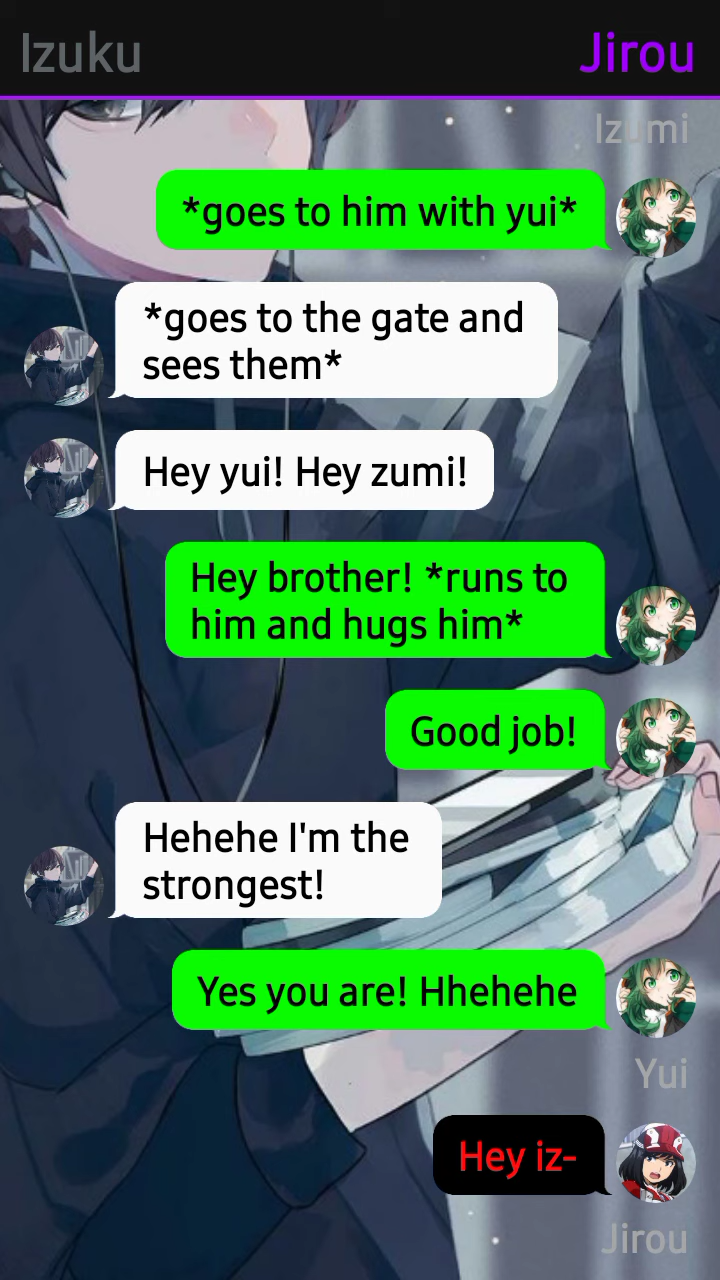 Izuku
Jirou
Izumi
*goes to him with yui*
*goes to the gate and
sees them*
Hey yui! Hey zumi!
Hey brother! *runs to
him and hugs him*
Good job!
Hehehe I'm the
strongest!
Yes you are! Hhehehe
Yui
Hey iz-
Jirou